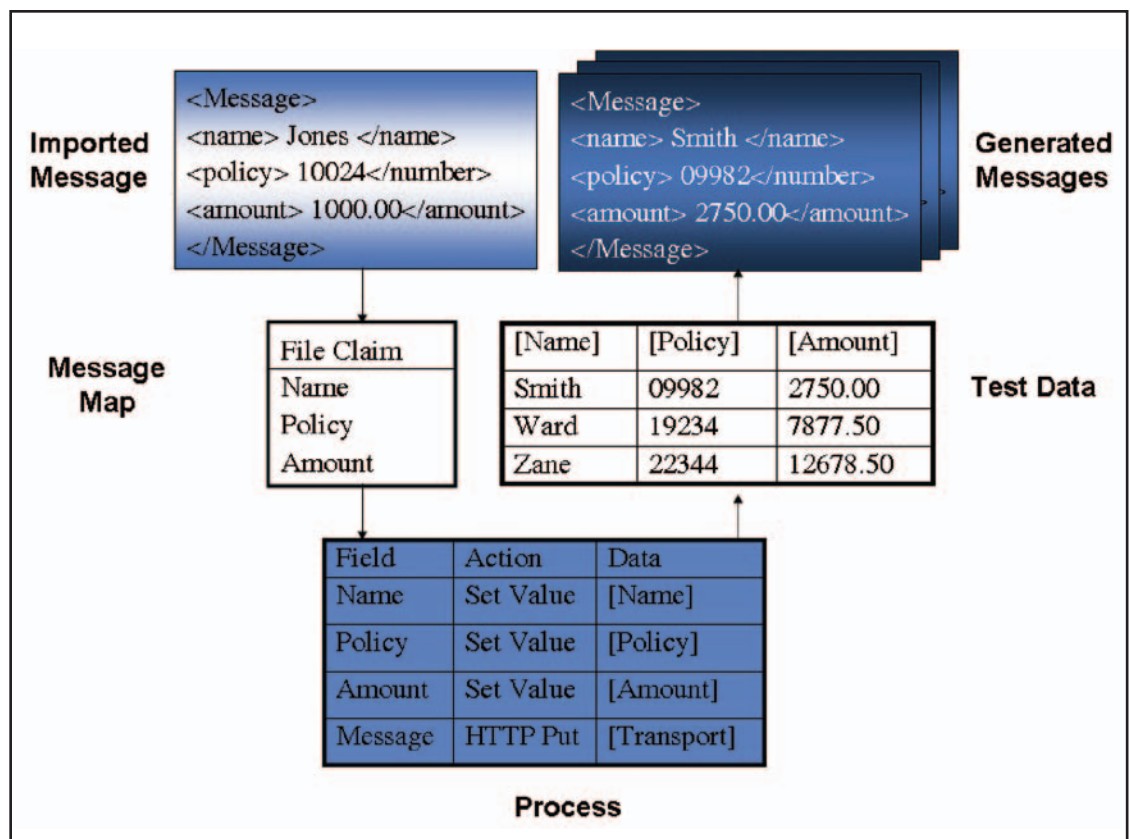 Imported
Message
<Message>
<name> Jones </name>
<policy> 10024</number>
<amount> 1000.00</amount>
</Message>
<Message>
<name> Smith </name>
<policy> 09982</number>
<amount> 2750.00</amount>
</Message>
Generated
Messages
Message
Map
File Claim
Name
Policy
Amount
[Name] [Policy] [Amount]
Smith 09982 2750.00
Ward 19234 7877.50
Zane 22344 12678.50
Test Data
Field Action Data
Name Set Value [Name]
Policy Set Value [Policy]
Amount Set Value [Amount]
Message HTTP Put [Transport]
Process